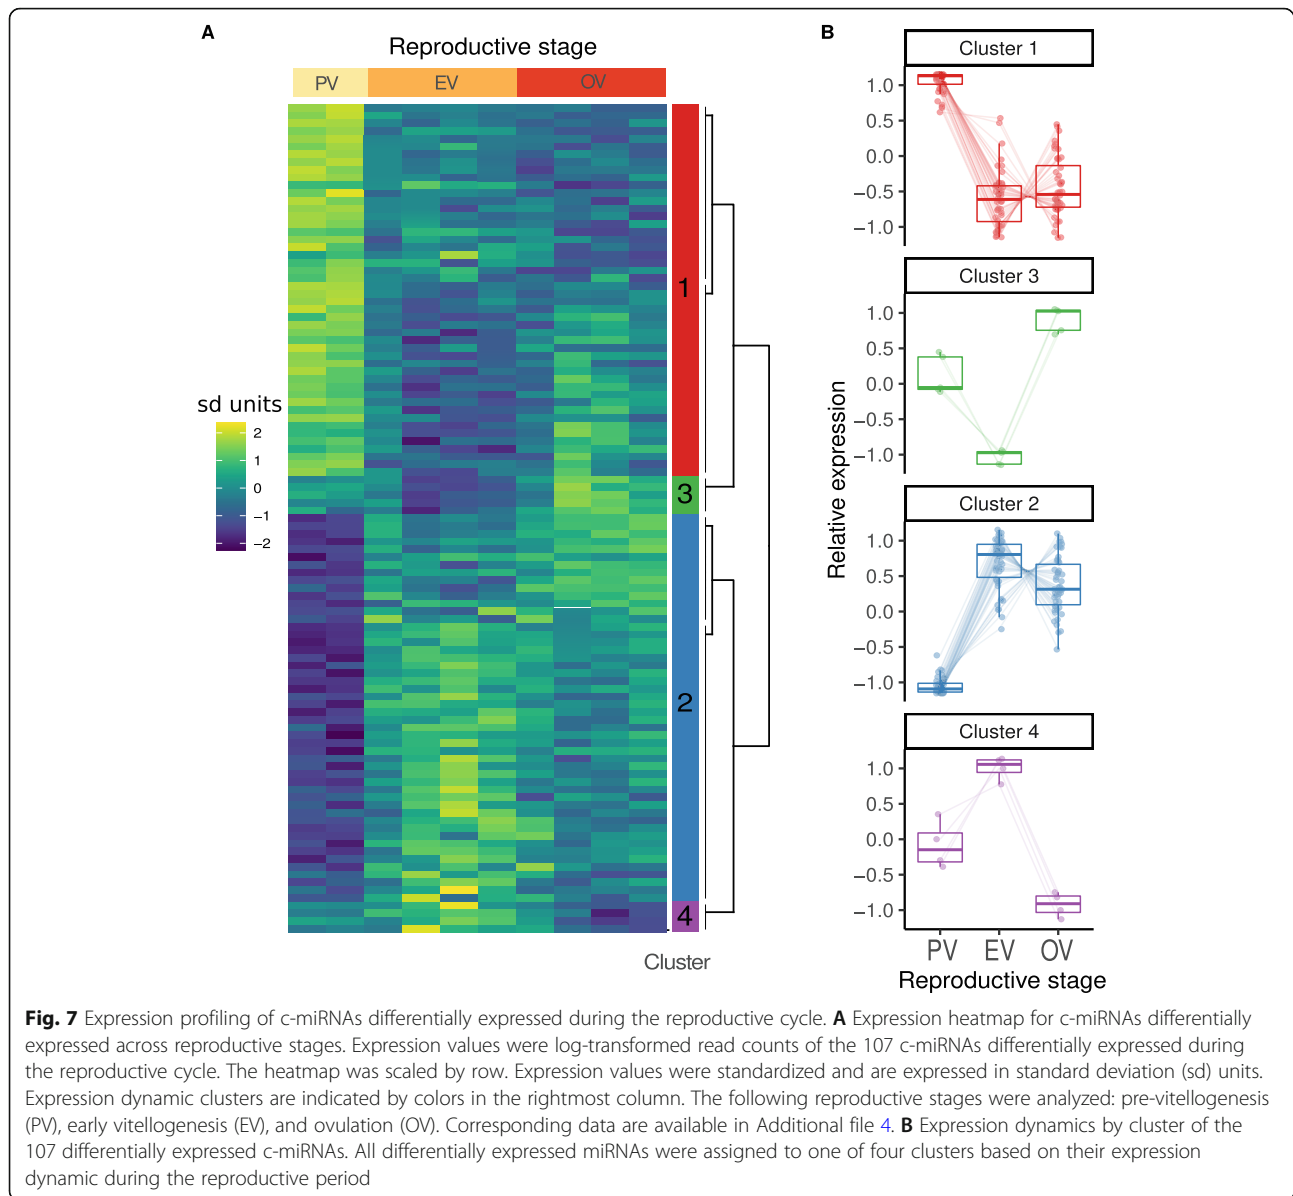 A
Reproductive stage
PV EV OV
sd units
2
1
0
−1
−2
1
3
2
4
Cluster
B
Relative expression
Cluster 1
1.0
0.5
0.0
−0.5
−1.0
Cluster 3
1.0
0.5
0.0
−0.5
−1.0
Cluster 2
1.0
0.5
0.0
−0.5
−1.0
Cluster 4
1.0
0.5
0.0
−0.5
−1.0
PV EV OV
Reproductive stage
Fig. 7 Expression profiling of c-miRNAs differentially expressed during the reproductive cycle. A Expression heatmap for c-miRNAs differentially
expressed across reproductive stages. Expression values were log-transformed read counts of the 107 c-miRNAs differentially expressed during
the reproductive cycle. The heatmap was scaled by row. Expression values were standardized and are expressed in standard deviation (sd) units.
Expression dynamic clusters are indicated by colors in the rightmost column. The following reproductive stages were analyzed: pre-vitellogenesis
(PV), early vitellogenesis (EV), and ovulation (OV). Corresponding data are available in Additional file 4. B Expression dynamics by cluster of the
107 differentially expressed c-miRNAs. All differentially expressed miRNAs were assigned to one of four clusters based on their expression
dynamic during the reproductive period